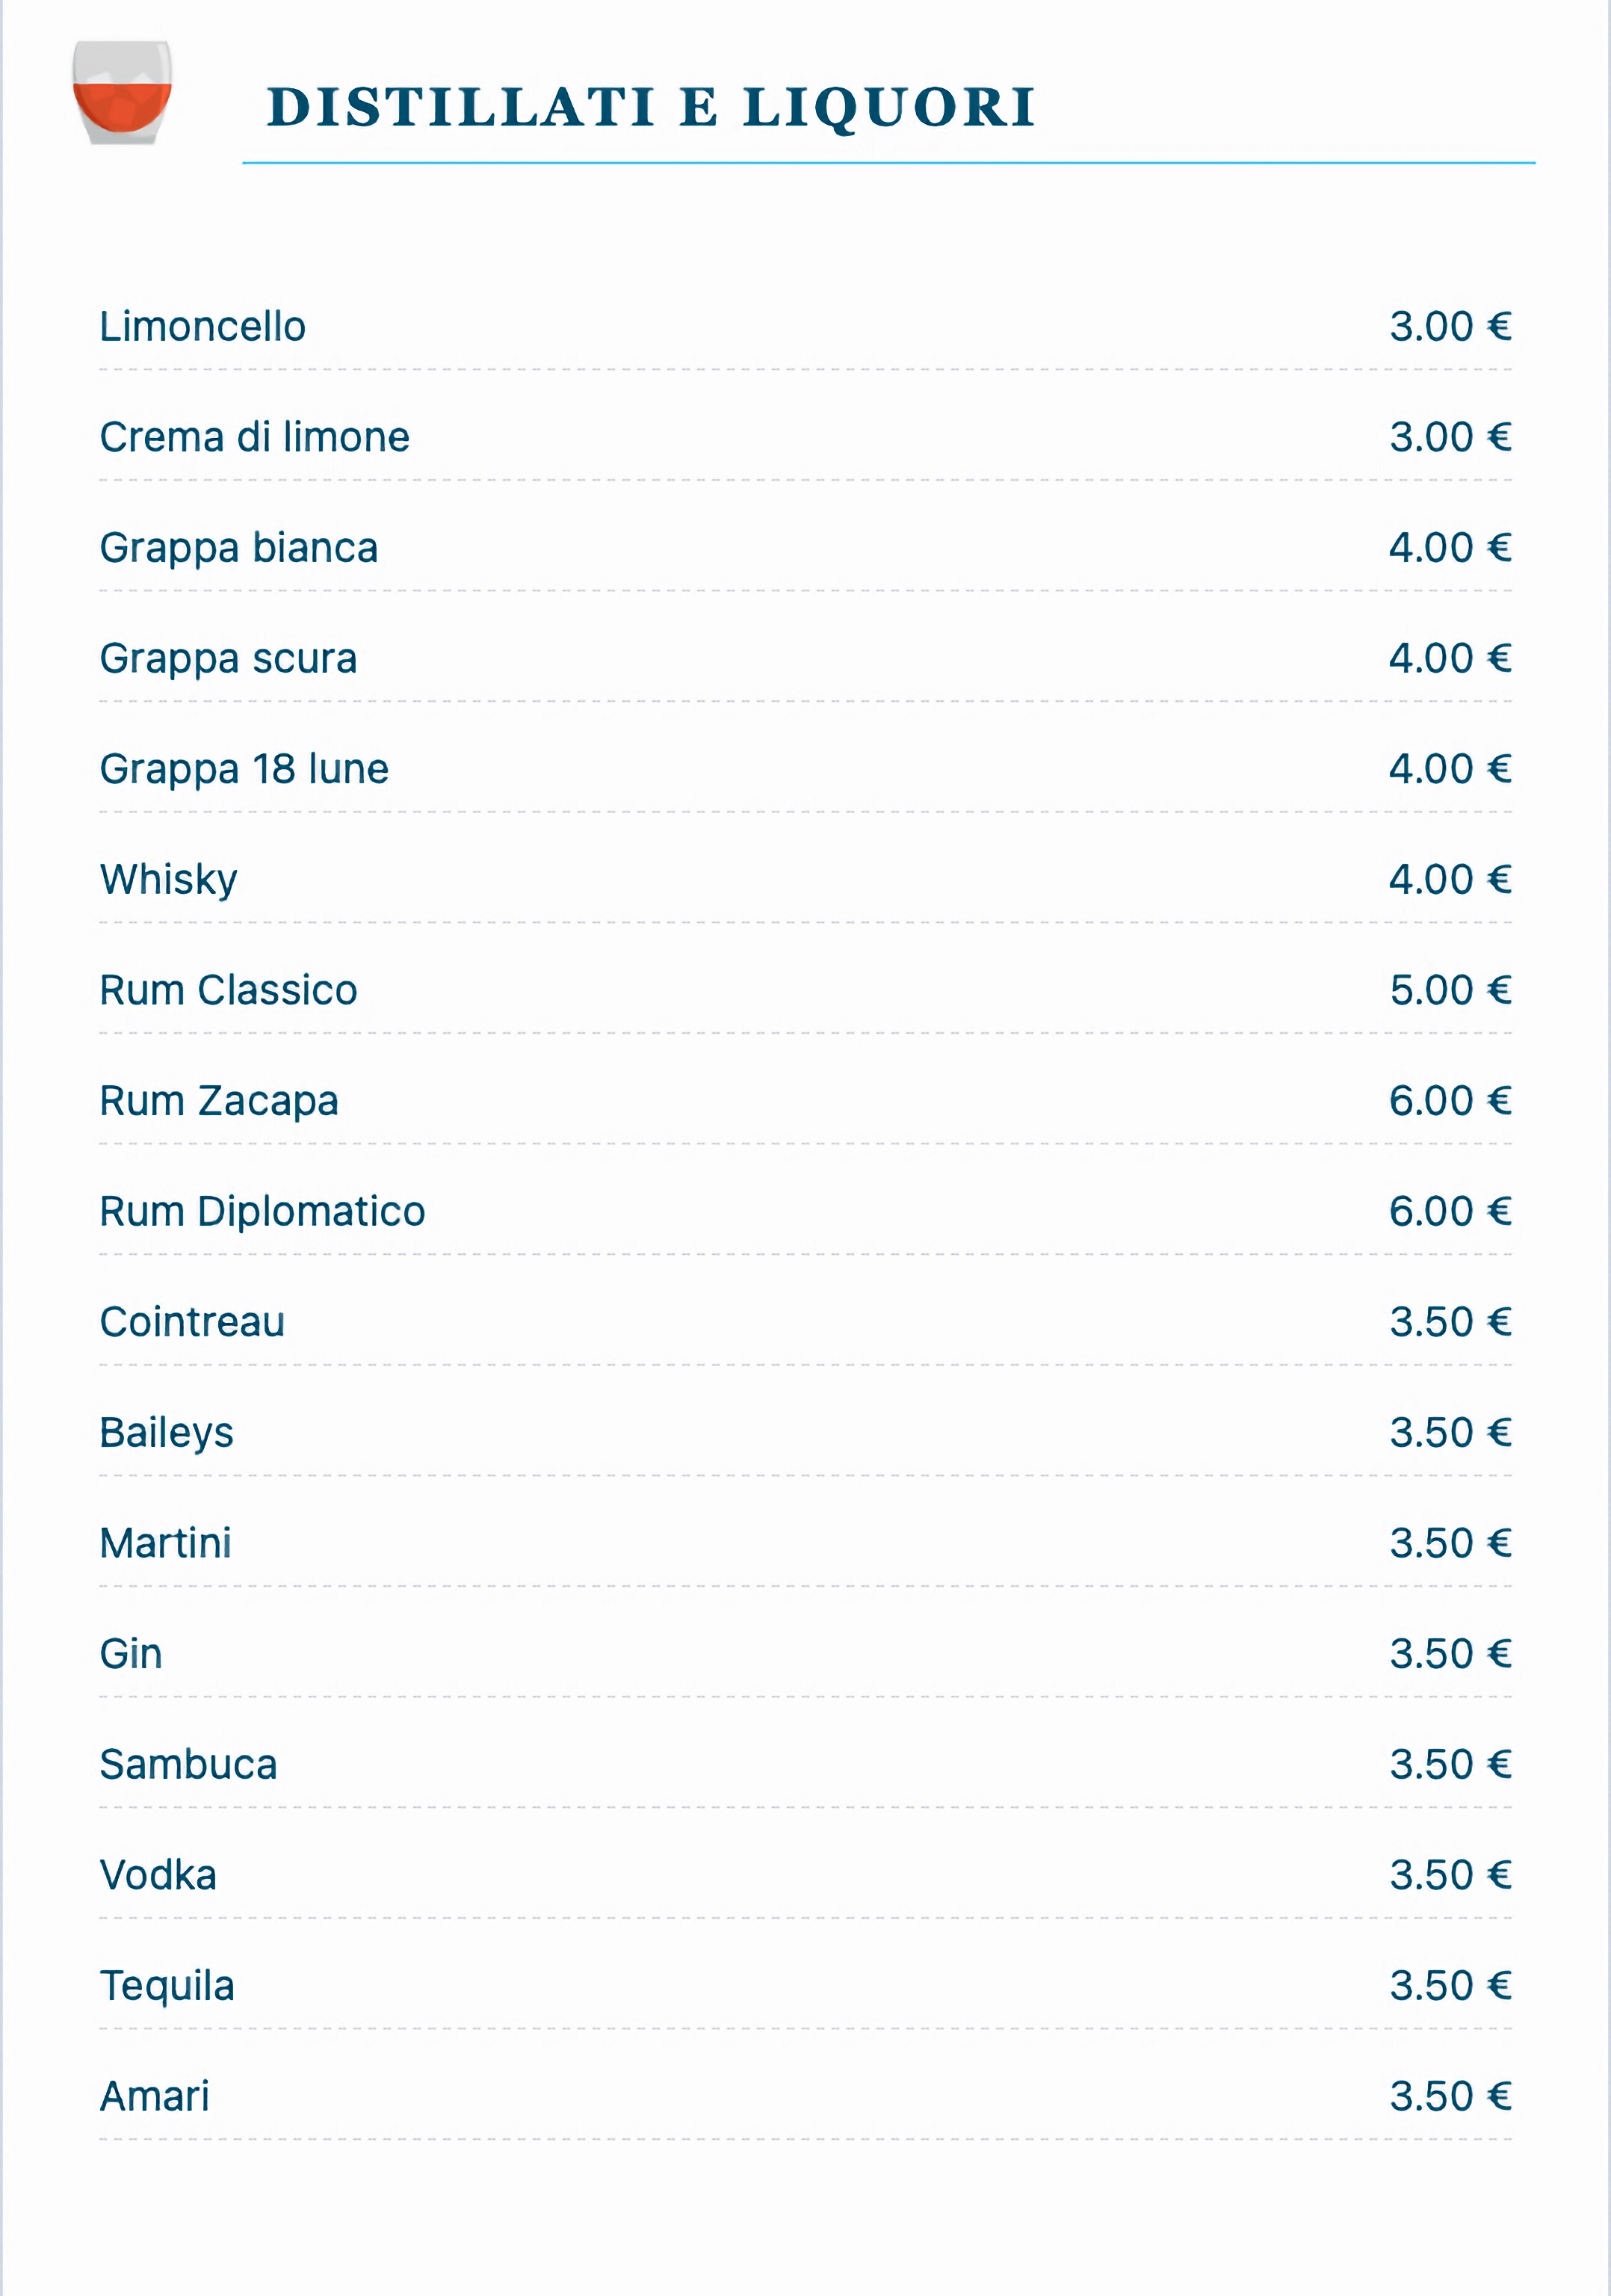 DISTILLATI E LIQUORI
Limoncello 3.00 €
Crema di limone 3.00 €
Grappa bianca 4.00 €
Grappa scura 4.00 €
Grappa 18 lune 4.00 €
Whisky 4.00 €
Rum Classico 5.00 €
Rum Zacapa 6.00 €
Rum Diplomatico 6.00 €
Cointreau 3.50 €
Baileys 3.50 €
Martini 3.50 €
Gin 3.50 €
Sambuca 3.50 €
Vodka 3.50 €
Tequila 3.50 €
Amari 3.50 €